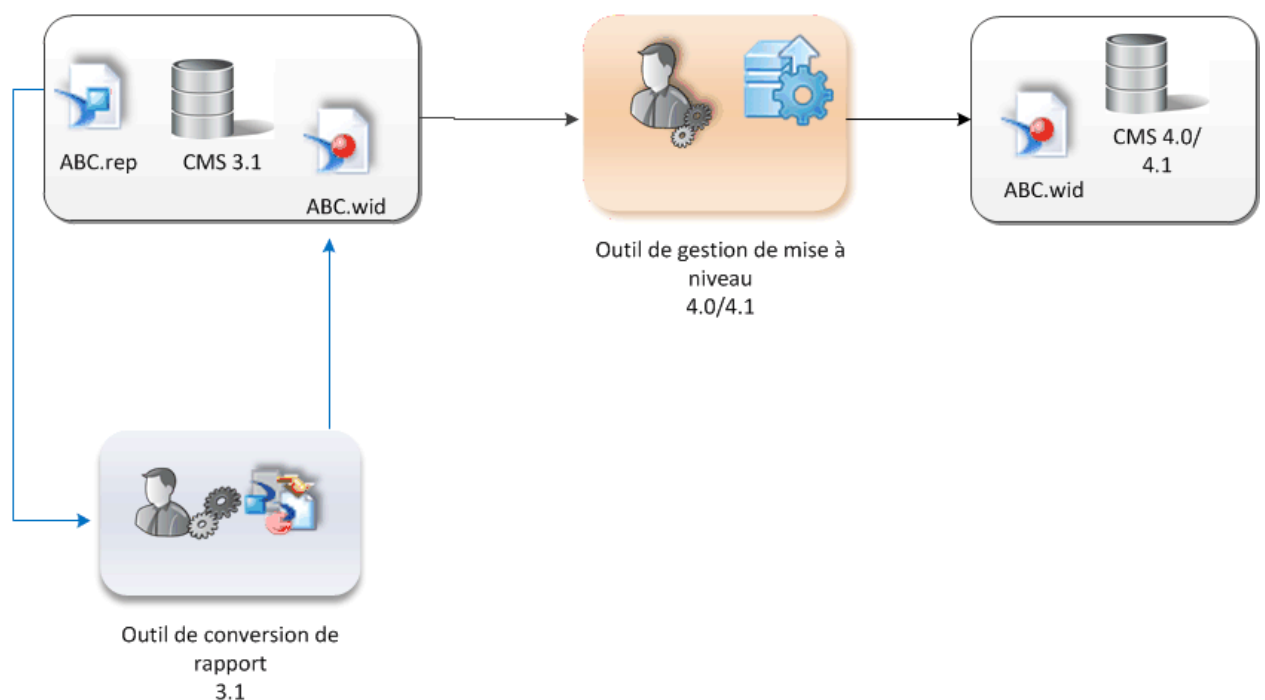 ABC.rep
CMS 3.1
ABC.wid
Outil de gestion de mise à
niveau
4.0/4.1
CMS 4.0/
4.1
ABC.wid
Outil de conversion de
rapport
3.1